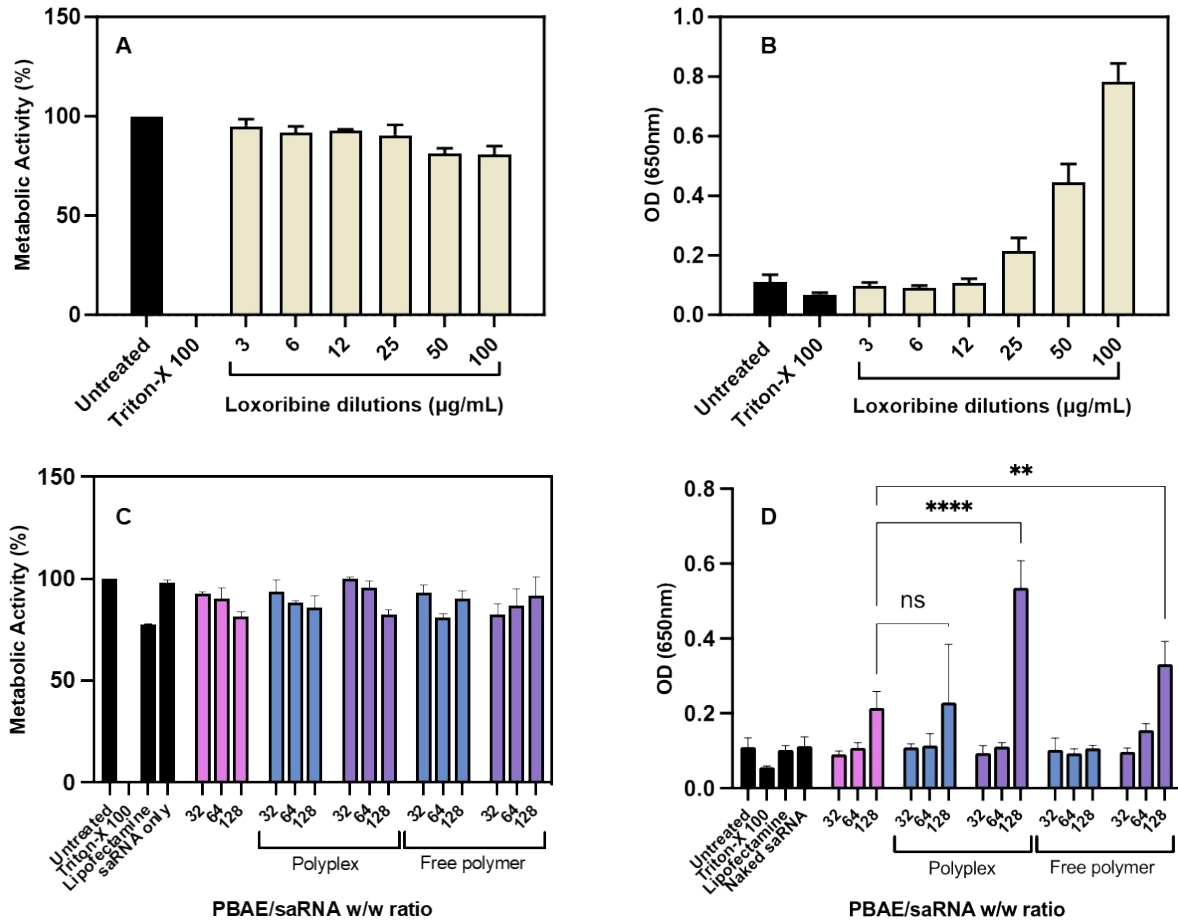 A
Metabolic Activity (%)
150
100
50
0
Untreated
Triton-X 100
3
6
12
25
50
100
Loxoribine dilutions (µg/mL)
B
OD (650nm)
1.0
0.8
0.6
0.4
0.2
0.0
Untreated
Triton-X 100
3
6
12
25
50
100
Loxoribine dilutions (µg/mL)
C
Metabolic Activity (%)
150
100
50
0
Untreated
Triton-X 100
Lipofectamine
saRNA only
32
64
128
32
64
128
32
64
128
32
64
128
32
64
128
Polyplex
Free polymer
PBAE/saRNA w/w ratio
D
OD (650nm)
0.8
0.6
0.4
0.2
0.0
**
****
ns
Untreated
Triton-X 100
Lipofectamine
Naked saRNA
32
64
128
32
64
128
32
64
128
32
64
128
32
64
128
Polyplex
Free polymer
PBAE/saRNA w/w ratio